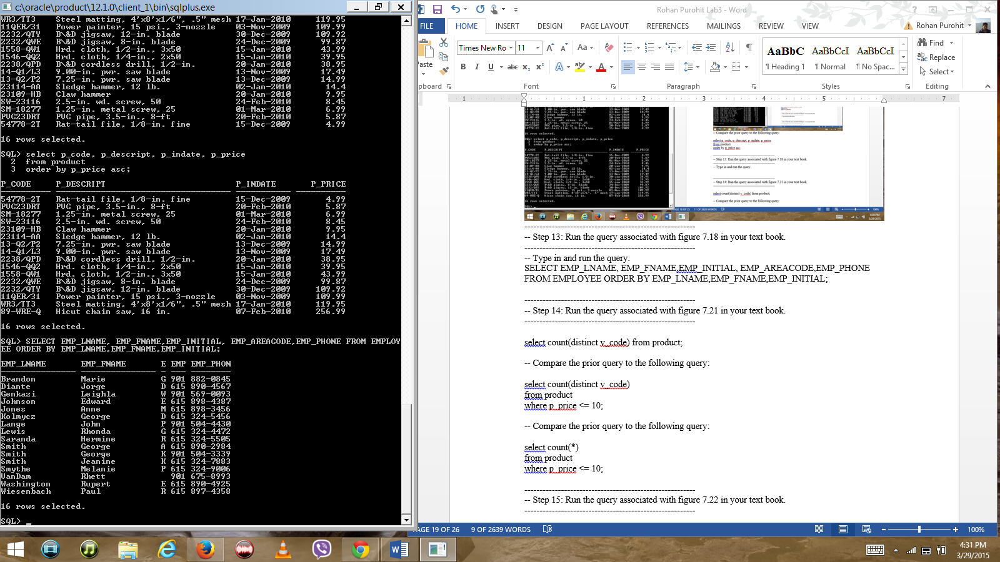 c:\oracle\product\12.1.0\client_1\bin\sqlplus.exe
WR3/TT3 Steel matting, 4'x8'x1/6", .5" mesh 17-Jan-2010 119.95
11QER/31 Power painter, 15 psi., 3-nozzle 03-Nov-2009 109.99
2232/QTY B\&D jigsaw, 12-in. blade 30-Dec-2009 109.92
2232/QWE B\&D jigsaw, 8-in. blade 24-Dec-2009 99.87
1558-QW1 Hrd. cloth, 1/2-in., 3x50 15-Jan-2010 43.99
1546-QQ2 Hrd. cloth, 1/4-in., 2x50 15-Jan-2010 39.95
2238/QPD B\&D cordless drill, 1/2-in. 20-Jan-2010 38.95
14-Q1/L3 9.00-in. pwr. saw blade 13-Nov-2009 17.49
13-Q2/P2 7.25-in. pwr. saw blade 13-Dec-2009 14.99
23114-AA Sledge hammer, 12 lb. 02-Jan-2010 14.4
23109-HB Claw hammer 20-Jan-2010 9.95
SW-23116 2.5-in. wd. screw, 50 24-Feb-2010 8.45
SM-18277 1.25-in. metal screw, 25 01-Mar-2010 6.99
PVC23DRT PVC pipe, 3.5-in., 8-ft 20-Feb-2010 5.87
54778-2T Rat-tail file, 1/8-in. fine 15-Dec-2009 4.99
16 rows selected.
SQL> select p_code, p_descript, p_indate, p_price
2 from product
3 order by p_price asc;
P_CODE P_DESCRIPT P_INDATE P_PRICE
54778-2T Rat-tail file, 1/8-in. fine 15-Dec-2009 4.99
PVC23DRT PVC pipe, 3.5-in., 8-ft 20-Feb-2010 5.87
SM-18277 1.25-in. metal screw, 25 01-Mar-2010 6.99
SW-23116 2.5-in. wd. screw, 50 24-Feb-2010 8.45
23109-HB Claw hammer 20-Jan-2010 9.95
23114-AA Sledge hammer, 12 lb. 02-Jan-2010 14.4
13-Q2/P2 7.25-in. pwr. saw blade 13-Dec-2009 14.99
14-Q1/L3 9.00-in. pwr. saw blade 13-Nov-2009 17.49
2238/QPD B\&D cordless drill, 1/2-in. 20-Jan-2010 38.95
1546-QQ2 Hrd. cloth, 1/4-in. 2x50 15-Jan-2010 39.95
1558-QW1 Hrd. cloth, 1/2-in., 3x50 15-Jan-2010 43.99
2232/QWE B\&D jigsaw, 8-in. blade 24-Dec-2009 99.87
2232/QTY B\&D jigsaw, 12-in. blade 30-Dec-2009 109.92
11QER/31 Power painter, 15 psi., 3-nozzle 03-Nov-2009 109.99
WR3/TT3 Steel matting, 4'x8'x1/6", .5" mesh 17-Jan-2010 119.95
89-WRE-Q Hicut chain saw, 16 in. 07-Feb-2010 256.99
16 rows selected.
SQL> SELECT EMP_LNAME, EMP_FNAME,EMP_INITIAL, EMP_AREACODE,EMP_PHONE FROM EMPLOY
EE ORDER BY EMP_LNAME,EMP_FNAME,EMP_INITIAL;
EMP_LNAME EMP_FNAME E EMP EMP_PHON
Brandon Marie G 901 882-0845
Diante Jorge D 615 890-4567
Genkazi Leighla W 901 569-0093
Johnson Edward E 615 898-4387
Jones Anne M 615 898-3456
Kolmycz George D 615 324-5456
Lange John P 901 504-4430
Lewis Rhonda G 615 324-4472
Saranda Hermine R 615 324-5505
Smith George A 615 890-2984
Smith George K 901 504-3339
Smith Jeanine K 615 324-7883
Smythe Melanie P 615 324-9006
VanDam Rhett 901 675-8993
Washington Rupert E 615 890-4925
Wiesenbach Paul R 615 897-4358
16 rows selected.
SQL> _
Rohan Purohit Lab3 - Word
FILE HOME INSERT DESIGN PAGE LAYOUT REFERENCES MAILINGS REVIEW VIEW Rohan Purohit
Times New Ro 11 Aa
B I U abc x₂ x²
AaBbC AaBbCcI AaBbCcI
¶ Heading 1 ¶ Normal ¶ No Spac...
Find
Replace
Select
aste
pboard Font Paragraph Styles Editing
1 1 2 3 4 5 7
-- Step 13: Run the query associated with figure 7.18 in your text book.
-- Type in and run the query.
SELECT EMP_LNAME, EMP_FNAME,EMP_INITIAL, EMP_AREACODE,EMP_PHONE
FROM EMPLOYEE ORDER BY EMP_LNAME,EMP_FNAME,EMP_INITIAL;
-- Step 14: Run the query associated with figure 7.21 in your text book.
select count(distinct v_code) from product;
-- Compare the prior query to the following query:
select count(distinct v_code)
from product
where p_price <= 10;
-- Compare the prior query to the following query:
select count(*)
from product
where p_price <= 10;
-- Step 15: Run the query associated with figure 7.22 in your text book.
PAGE 19 OF 26 9 OF 2639 WORDS 100%
4:31 PM
3/29/2015